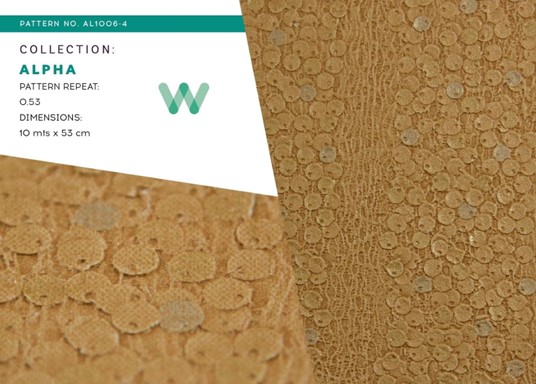 PATTERN NO. AL1006-4
COLLECTION:
ALPHA
PATTERN REPEAT:
0.53
DIMENSIONS:
10 mts x 53 cm